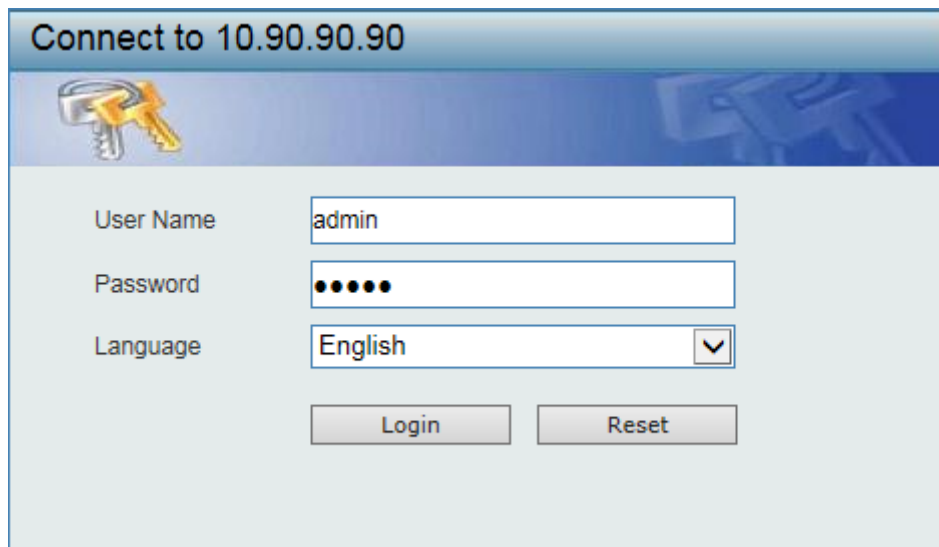 Connect to 10.90.90.90
User Name admin
Password •••••
Language English
Login Reset